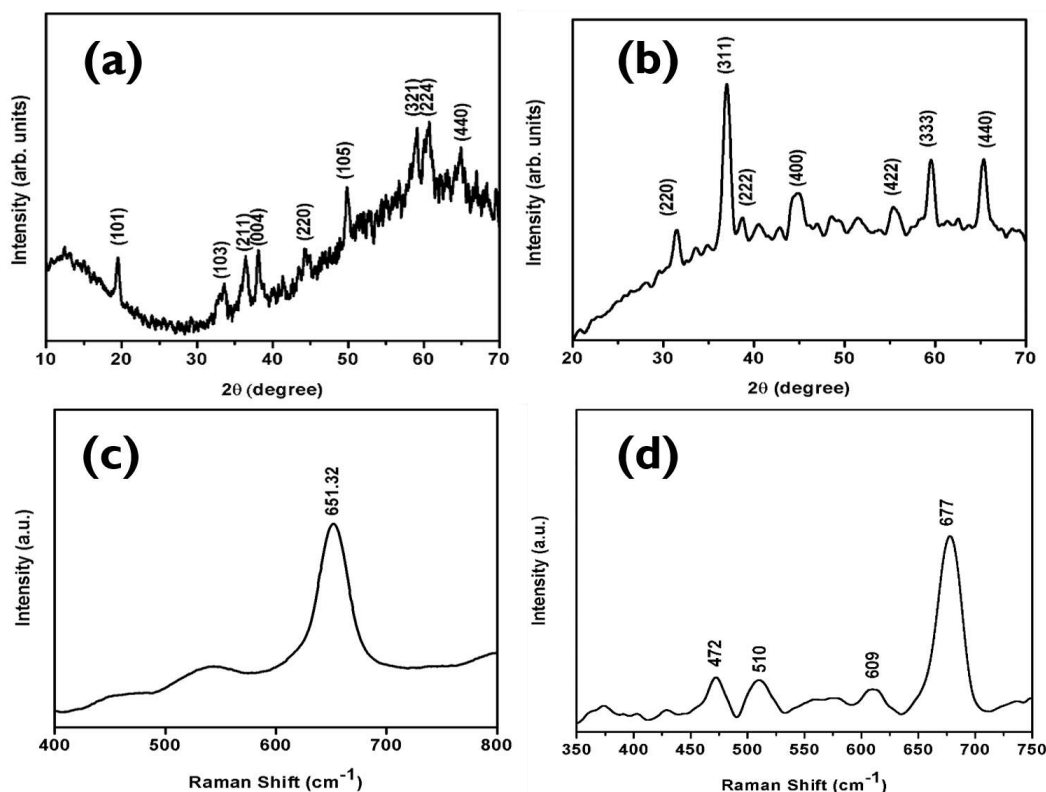 (a)
Intensity (arb. units)
(101)
(103)
(211)
(004)
(220)
(105)
(321)
(224)
(440)
10 20 30 40 50 60 70
2θ (degree)
(b)
Intensity (arb. units)
(220)
(311)
(222)
(400)
(422)
(333)
(440)
20 30 40 50 60 70
2θ (degree)
(c)
Intensity (a.u.)
651.32
400 500 600 700 800
Raman Shift (cm⁻¹)
(d)
Intensity (a.u.)
472
510
609
677
350 400 450 500 550 600 650 700 750
Raman Shift (cm⁻¹)